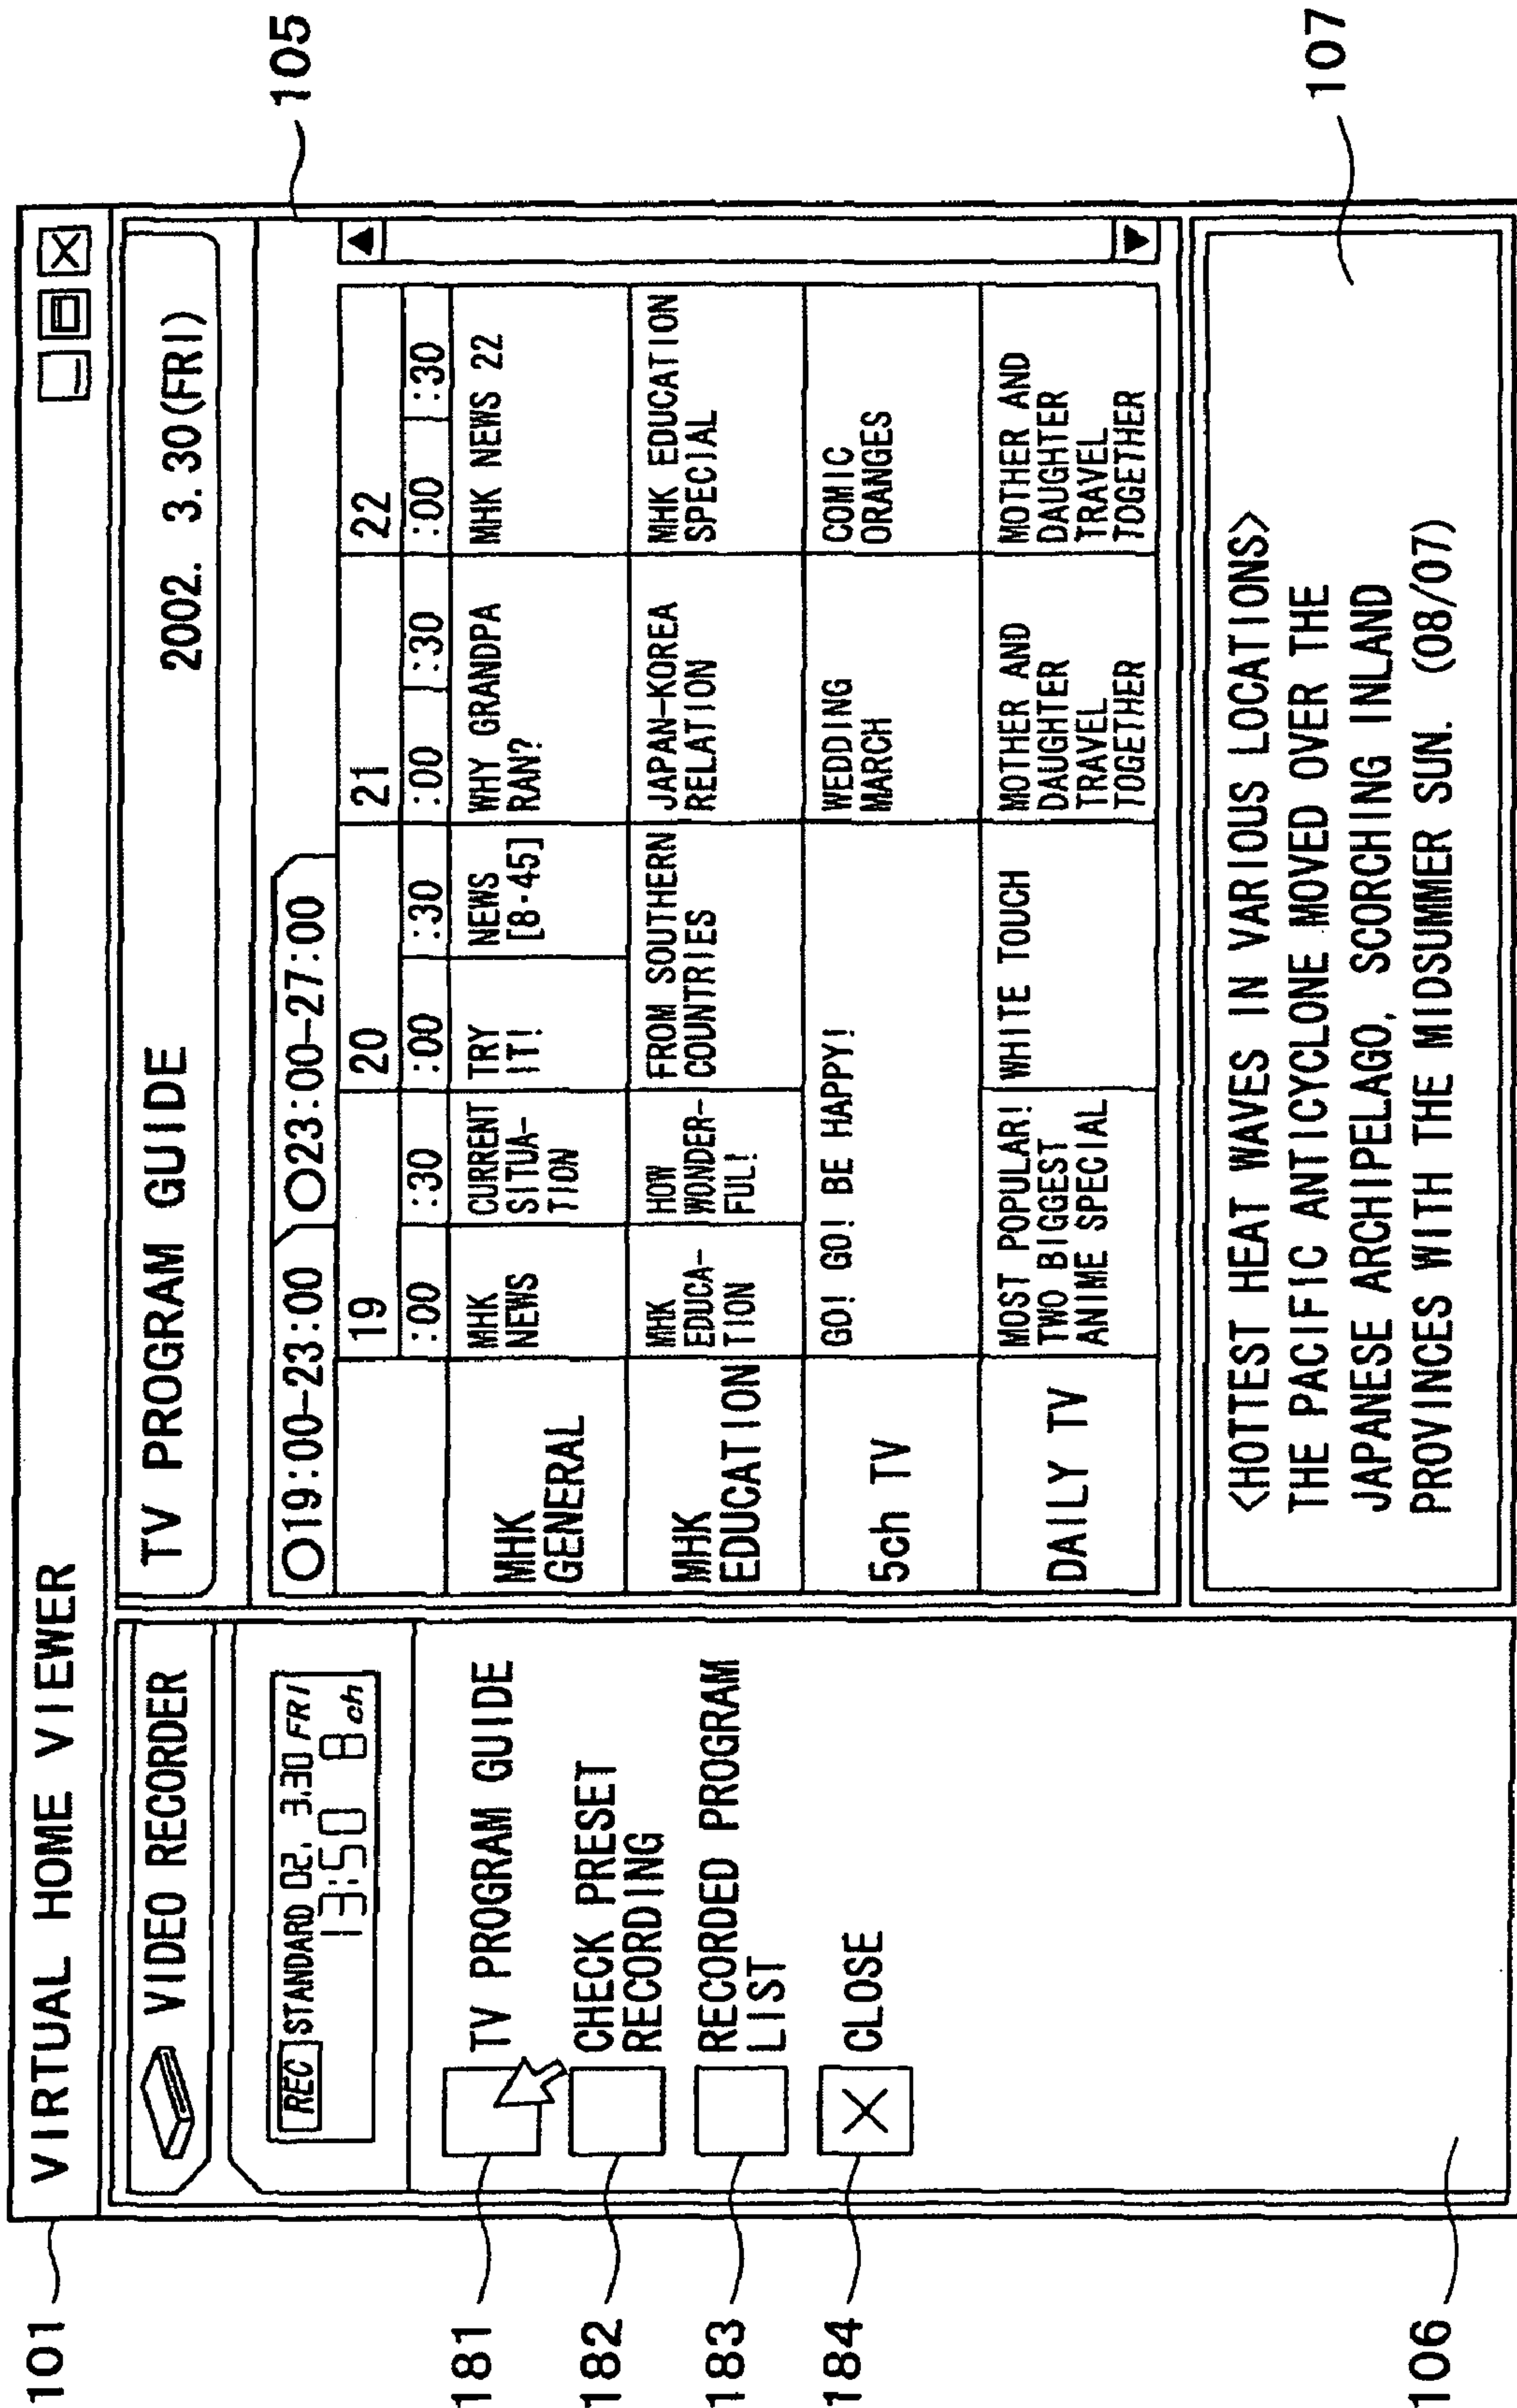 101
VIRTUAL HOME VIEWER
VIDEO RECORDER
REC STANDARD 02. 3.30 FRI
13:50 8 ch
181
TV PROGRAM GUIDE
182
CHECK PRESET
RECORDING
183
RECORDED PROGRAM
LIST
184
CLOSE
106
TV PROGRAM GUIDE 2002. 3. 30(FRI)
105
19:00-23:00 23:00-27:00
19 20 21 22
:00 :30 :00 :30 :00 :30 :00 :30
MHK
GENERAL
MHK
NEWS
CURRENT
SITUA-
TION
TRY
IT!
NEWS
[8·45]
WHY GRANDPA
RAN?
MHK NEWS 22
MHK
EDUCATION
MHK
EDUCA-
TION
HOW
WONDER-
FUL!
FROM SOUTHERN
COUNTRIES
JAPAN-KOREA
RELATION
MHK EDUCATION
SPECIAL
5ch TV
GO! GO! BE HAPPY!
WEDDING
MARCH
COMIC
ORANGES
DAILY TV
MOST POPULAR!
TWO BIGGEST
ANIME SPECIAL
WHITE TOUCH
MOTHER AND
DAUGHTER
TRAVEL
TOGETHER
MOTHER AND
DAUGHTER
TRAVEL
TOGETHER
<HOTTEST HEAT WAVES IN VARIOUS LOCATIONS>
THE PACIFIC ANTICYCLONE MOVED OVER THE
JAPANESE ARCHIPELAGO, SCORCHING INLAND
PROVINCES WITH THE MIDSUMMER SUN. (08/07)
107